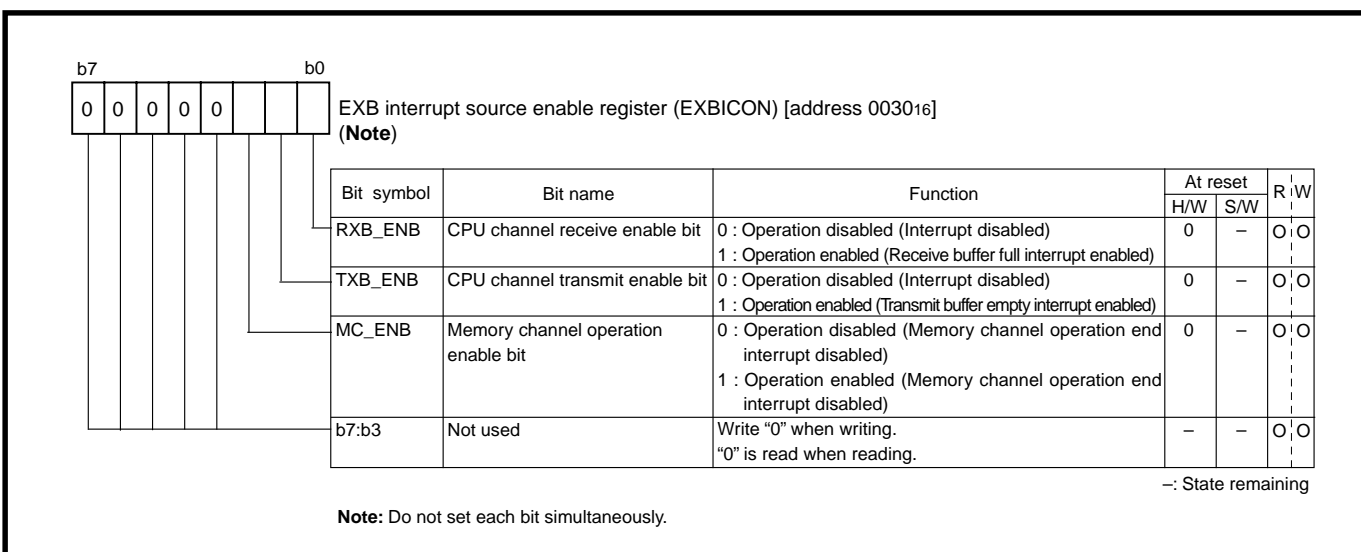 b7 b0
0 0 0 0 0
EXB interrupt source enable register (EXBICON) [address 003016]
(Note)
Bit symbol Bit name Function At reset R W
H/W S/W
RXB_ENB CPU channel receive enable bit 0 : Operation disabled (Interrupt disabled) 0 – O O
1 : Operation enabled (Receive buffer full interrupt enabled)
TXB_ENB CPU channel transmit enable bit 0 : Operation disabled (Interrupt disabled) 0 – O O
1 : Operation enabled (Transmit buffer empty interrupt enabled)
MC_ENB Memory channel operation 0 : Operation disabled (Memory channel operation end 0 – O O
enable bit interrupt disabled)
1 : Operation enabled (Memory channel operation end
interrupt disabled)
b7:b3 Not used Write “0” when writing. – – O O
“0” is read when reading.
–: State remaining
Note: Do not set each bit simultaneously.